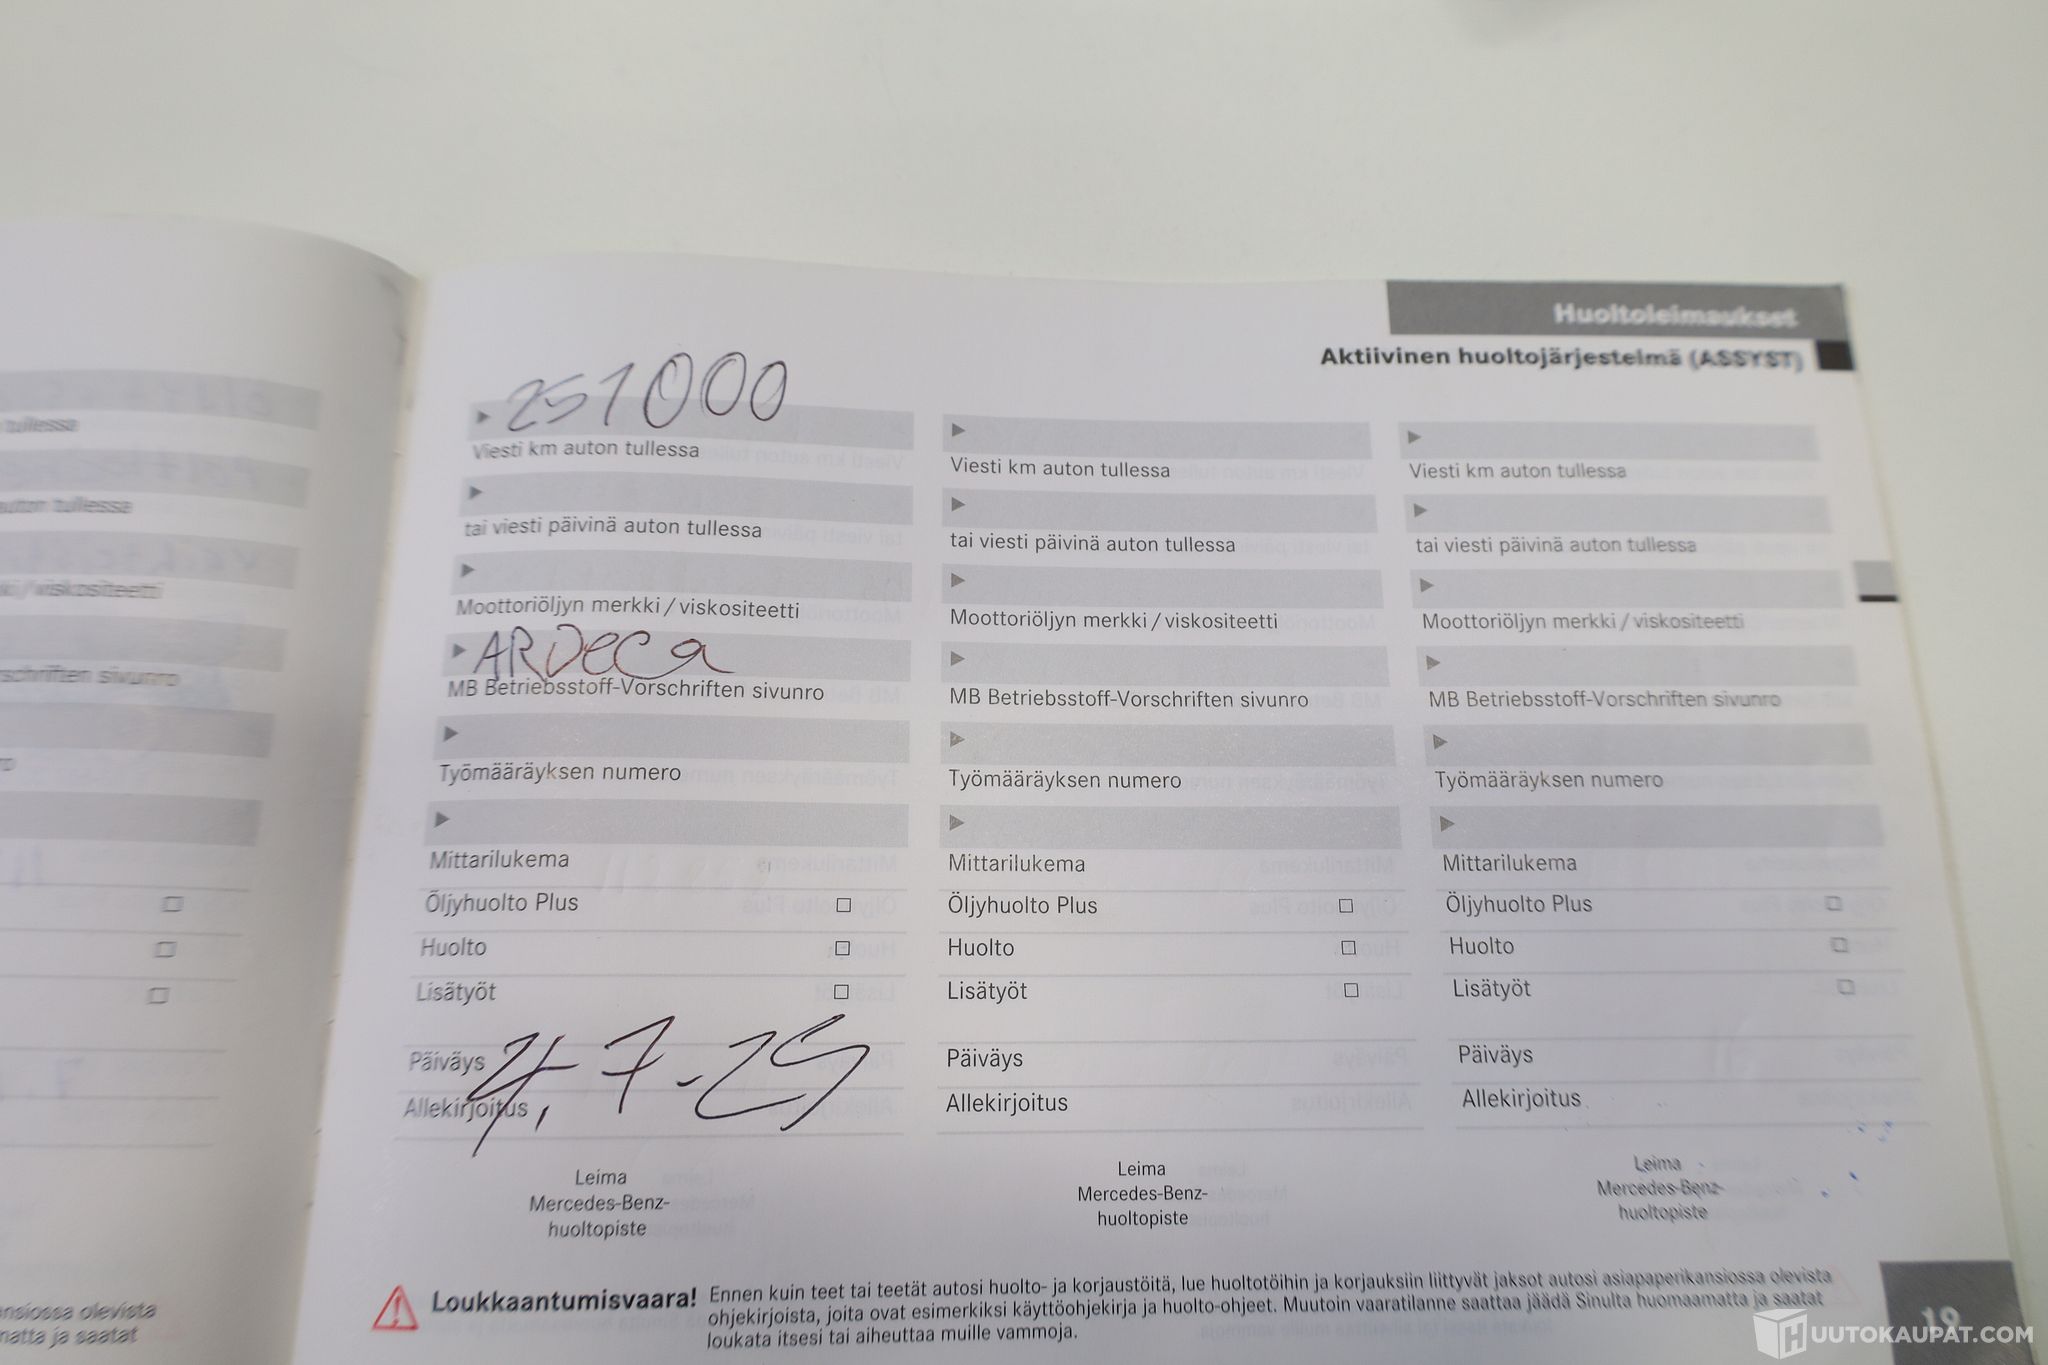 Huoltoleimaukset
Aktiivinen huoltojärjestelmä (ASSYST)
251000
Viesti km auton tullessa
tai viesti päivinä auton tullessa
Moottoriöljyn merkki / viskositeetti
ARDeca
MB Betriebsstoff-Vorschriften sivunro
Työmääräyksen numero
Mittarilukema
Öljyhuolto Plus
Huolto
Lisätyöt
Päiväys 4.7-25
Allekirjoitus
Leima
Mercedes-Benz-
huoltopiste
Viesti km auton tullessa
tai viesti päivinä auton tullessa
Moottoriöljyn merkki / viskositeetti
MB Betriebsstoff-Vorschriften sivunro
Työmääräyksen numero
Mittarilukema
Öljyhuolto Plus
Huolto
Lisätyöt
Päiväys
Allekirjoitus
Leima
Mercedes-Benz-
huoltopiste
Viesti km auton tullessa
tai viesti päivinä auton tullessa
Moottoriöljyn merkki / viskositeetti
MB Betriebsstoff-Vorschriften sivunro
Työmääräyksen numero
Mittarilukema
Öljyhuolto Plus
Huolto
Lisätyöt
Päiväys
Allekirjoitus
Leima
Mercedes-Benz-
huoltopiste
Loukkaantumisvaara! Ennen kuin teet tai teetät autosi huolto- ja korjaustöitä, lue huoltotöihin ja korjauksiin liittyvät jaksot autosi asiapaperikansiossa olevista
ohjekirjoista, joita ovat esimerkiksi käyttöohjekirja ja huolto-ohjeet. Muutoin vaaratilanne saattaa jäädä Sinulta huomaamatta ja saatat
loukata itsesi tai aiheuttaa muille vammoja.
19
HUUTOKAUPAT.COM